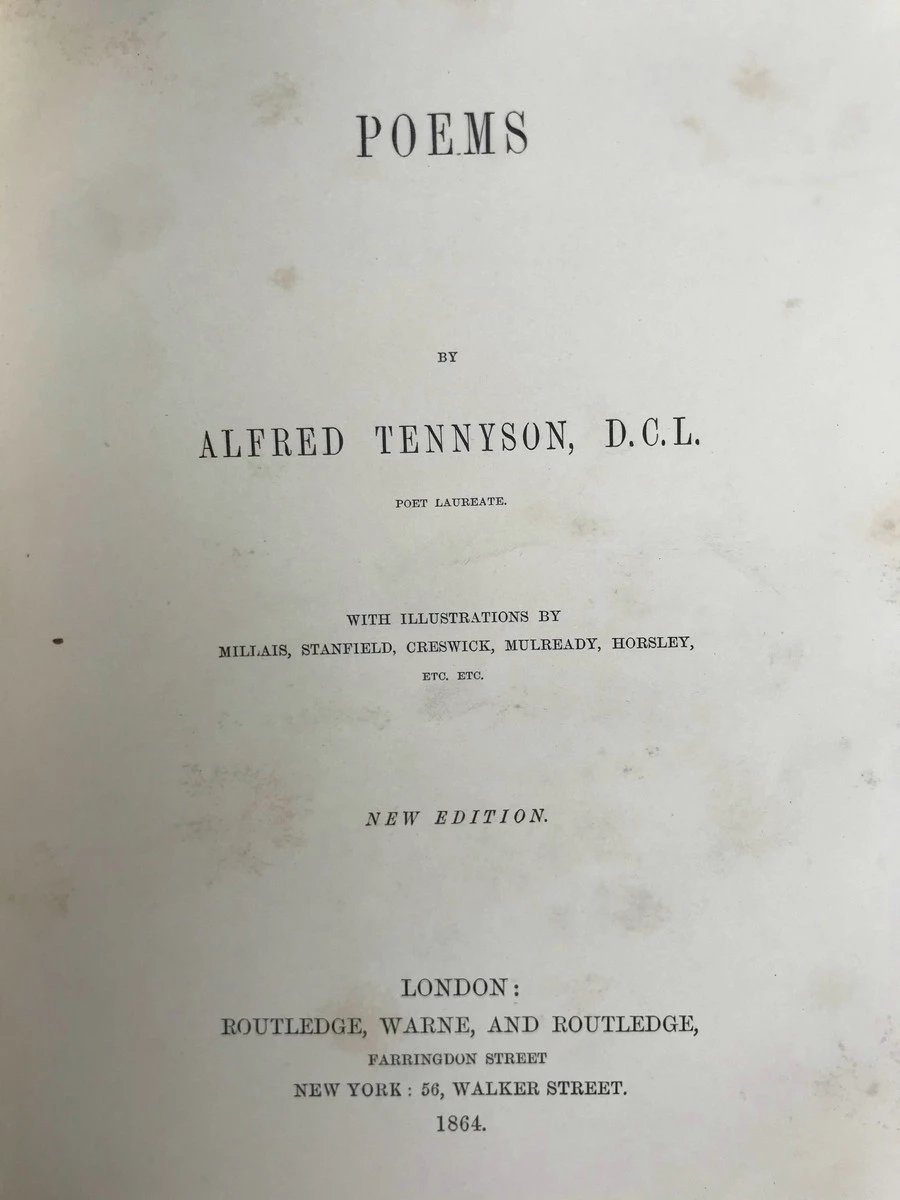 POEMS
BY
ALFRED TENNYSON, D.C.L.
POET LAUREATE.
WITH ILLUSTRATIONS BY
MILLAIS, STANFIELD, CRESWICK, MULREADY, HORSLEY,
ETC. ETC.
NEW EDITION.
LONDON:
ROUTLEDGE, WARNE, AND ROUTLEDGE,
FARRINGDON STREET
NEW YORK: 56, WALKER STREET.
1864.